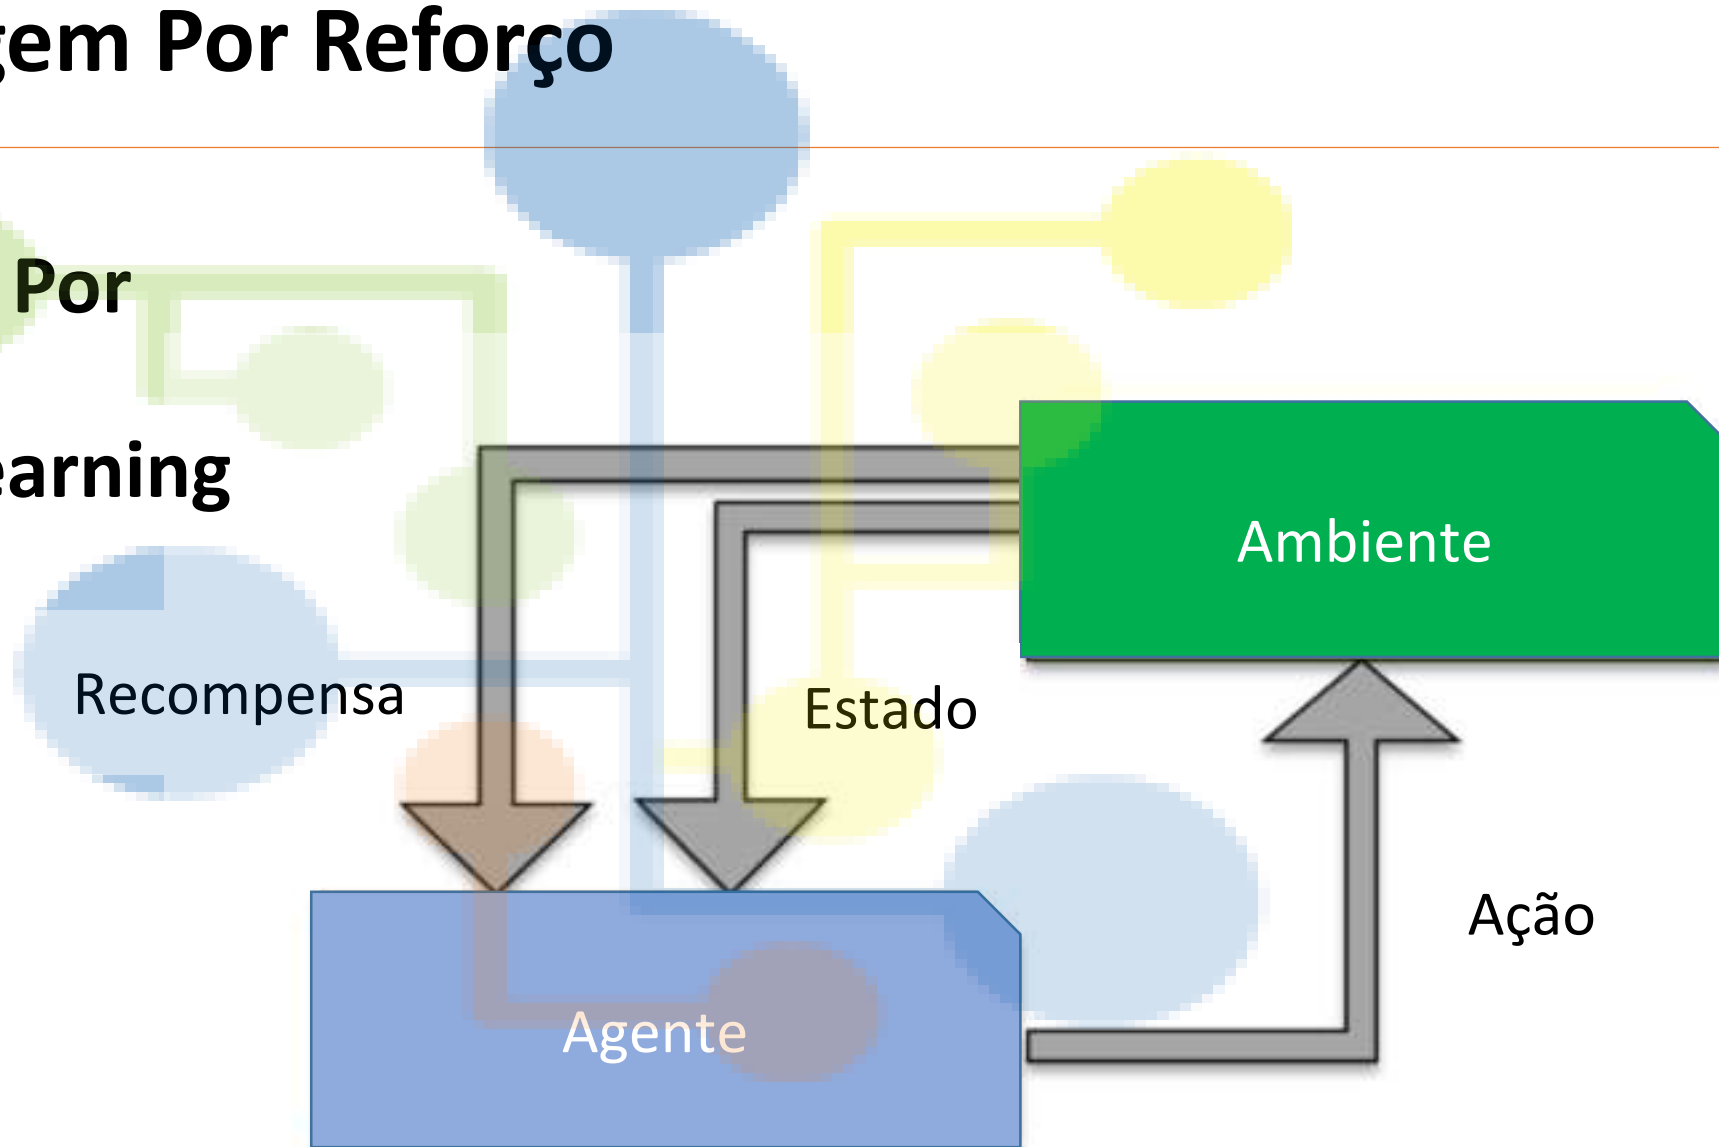 gem Por Reforço
Por
earning
Ambiente
Recompensa
Estado
Ação
Agente